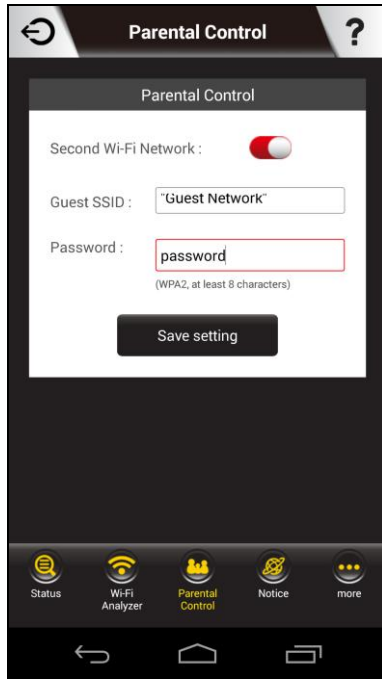 Parental Control
?
Parental Control
Second Wi-Fi Network :
Guest SSID :
"Guest Network"
Password :
password
(WPA2, at least 8 characters)
Save setting
Status
Wi-Fi
Analyzer
Parental
Control
Notice
more